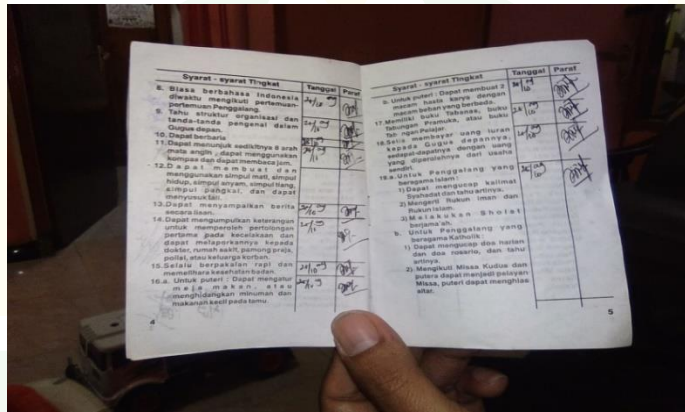 Syarat - syarat Tingkat Tanggal Paraf
8. Biasa berbahasa Indonesia
diwaktu mengikuti pertemuan-
pertemuan Penggalang.
9. Tahu struktur organisasi dan
tanda-tanda pengenal dalam
Gugus depan.
10. Dapat berbaris
11. Dapat menunjuk sedikitnya 8 arah
mata angin, dapat menggunakan
kompas dan dapat membaca jam.
12. Dapat membuat dan
menggunakan simpul mati, simpul
hidup, simpul anyam, simpul tiang,
simpul pangkal, dan dapat
menyusuk tali.
13. Dapat menyampaikan berita
secara lisan.
14. Dapat mengumpulkan keterangan
untuk memperoleh pertolongan
pertama pada kecelakaan dan
dapat melaporkannya kepada
dokter, rumah sakit, pamong praja,
polisi, atau keluarga korban.
15. Selalu berpakaian rapi dan
memelihara kesehatan badan.
16. a. Untuk puteri : Dapat mengatur
meja makan, atau
menghidangkan minuman dan
makanan kecil pada tamu.
4
Syarat - syarat Tingkat Tanggal Paraf
b. Untuk puteri : Dapat membuat 2
macam hasta karya dengan
macam bahan yang berbeda.
17. Memiliki buku Tabanas, buku
Tabungan Pramuka, atau buku
Pelajar.
18. Setia membayar uang iuran
kepada Gugus depannya,
sedapat-dapatnya dengan uang
yang diperolehnya dari usaha
sendiri.
19. a. Untuk Penggalang yang
beragama Islam :
1) Dapat mengucap kalimat
Syahadat dan tahu artinya.
2) Mengerti Rukun Iman dan
Rukun Islam.
3) Melakukan Sholat
berjama'ah.
b. Untuk Penggalang yang
beragama Katholik :
1) Dapat mengucap doa harian
dan doa rosario, dan tahu
artinya.
2) Mengikuti Missa Kudus dan
putera dapat menjadi pelayan
Missa, puteri dapat menghias
altar.
5